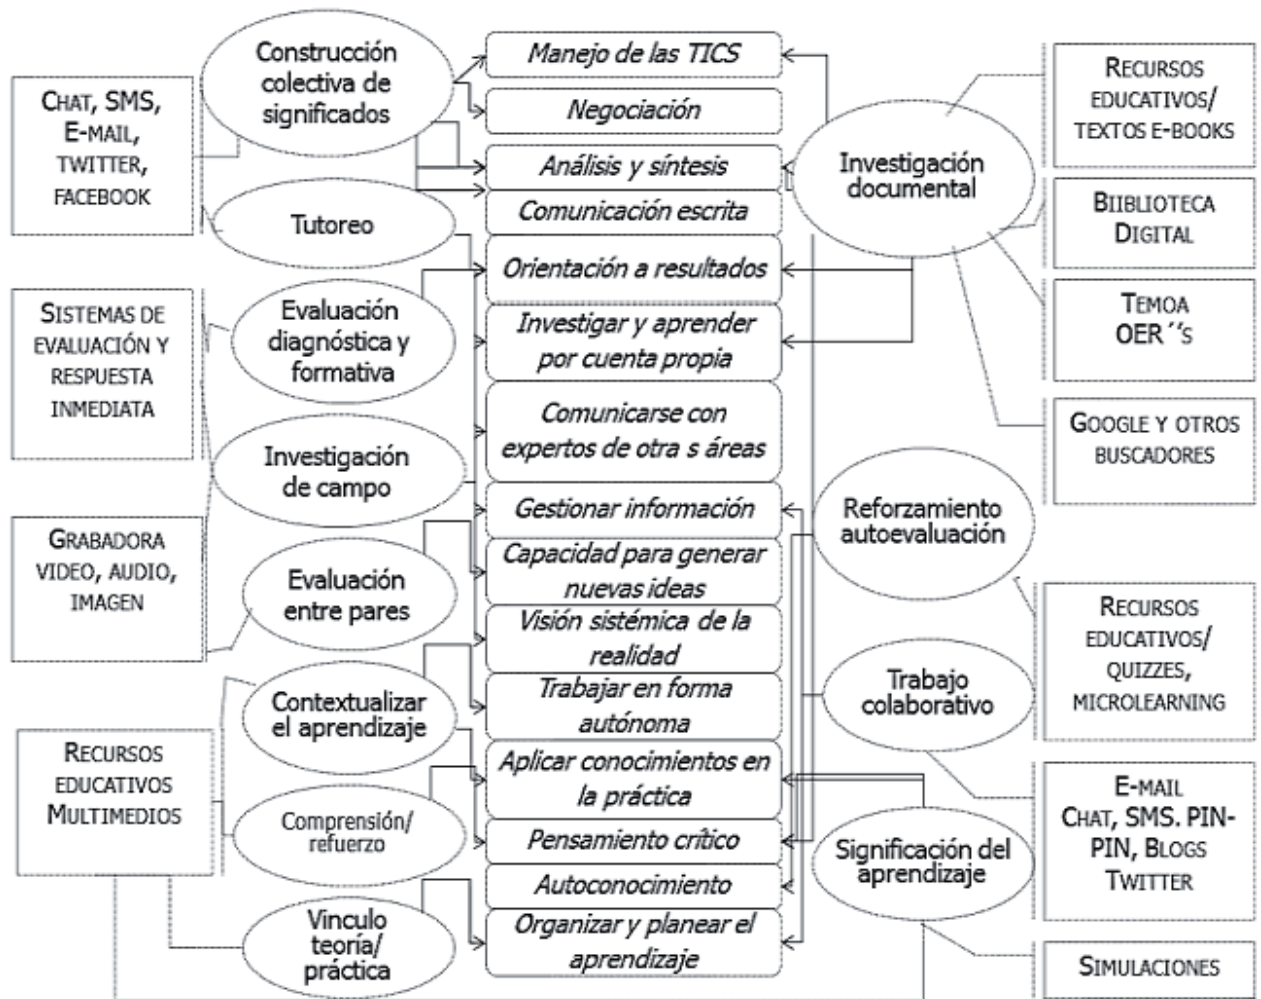 CHAT, SMS,
E-MAIL,
TWITTER,
FACEBOOK
SISTEMAS DE
EVALUACIÓN Y
RESPUESTA
INMEDIATA
GRABADORA
VIDEO, AUDIO,
IMAGEN
RECURSOS
EDUCATIVOS
MULTIMEDIOS
Construcción
colectiva de
significados
Tutoreo
Evaluación
diagnóstica y
formativa
Investigación
de campo
Evaluación
entre pares
Contextualizar
el aprendizaje
Comprensión/
refuerzo
Vinculo
teoría/
práctica
Manejo de las TICS
Negociación
Análisis y síntesis
Comunicación escrita
Orientación a resultados
Investigar y aprender
por cuenta propia
Comunicarse con
expertos de otra s áreas
Gestionar información
Capacidad para generar
nuevas ideas
Visión sistémica de la
realidad
Trabajar en forma
autónoma
Aplicar conocimientos en
la práctica
Pensamiento crítico
Autoconocimiento
Organizar y planear el
aprendizaje
Investigación
documental
Reforzamiento
autoevaluación
Trabajo
colaborativo
Significación del
aprendizaje
RECURSOS
EDUCATIVOS/
TEXTOS E-BOOKS
BIIBLIOTECA
DIGITAL
TEMOA
OER´´S
GOOGLE Y OTROS
BUSCADORES
RECURSOS
EDUCATIVOS/
QUIZZES,
MICROLEARNING
E-MAIL
CHAT, SMS. PIN-
PIN, BLOGS
TWITTER
SIMULACIONES